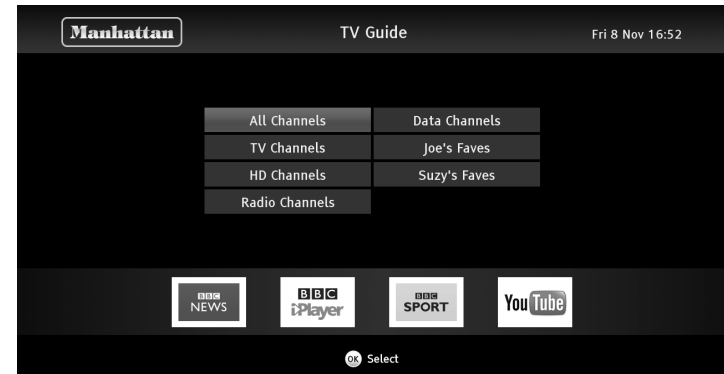 Manhattan
TV Guide
Fri 8 Nov 16:52
All Channels
Data Channels
TV Channels
Joe's Faves
HD Channels
Suzy's Faves
Radio Channels
BBC
NEWS
BBC
iPlayer
BBC
SPORT
YouTube
OK Select